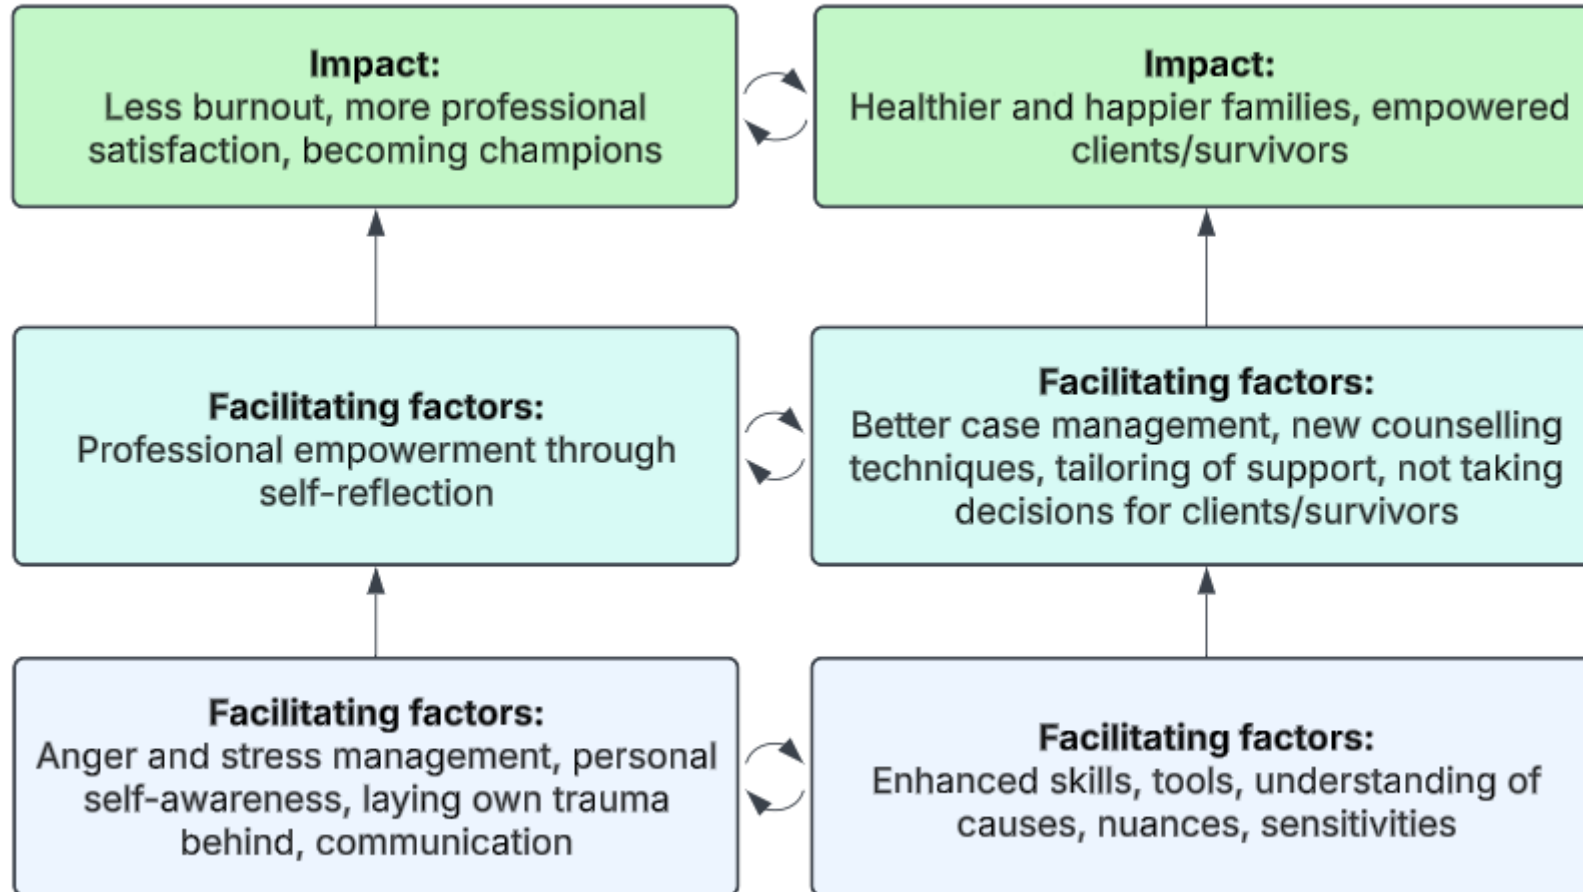 Impact:
Less burnout, more professional
satisfaction, becoming champions
Impact:
Healthier and happier families, empowered
clients/survivors
Facilitating factors:
Professional empowerment through
self-reflection
Facilitating factors:
Better case management, new counselling
techniques, tailoring of support, not taking
decisions for clients/survivors
Facilitating factors:
Anger and stress management, personal
self-awareness, laying own trauma
behind, communication
Facilitating factors:
Enhanced skills, tools, understanding of
causes, nuances, sensitivities